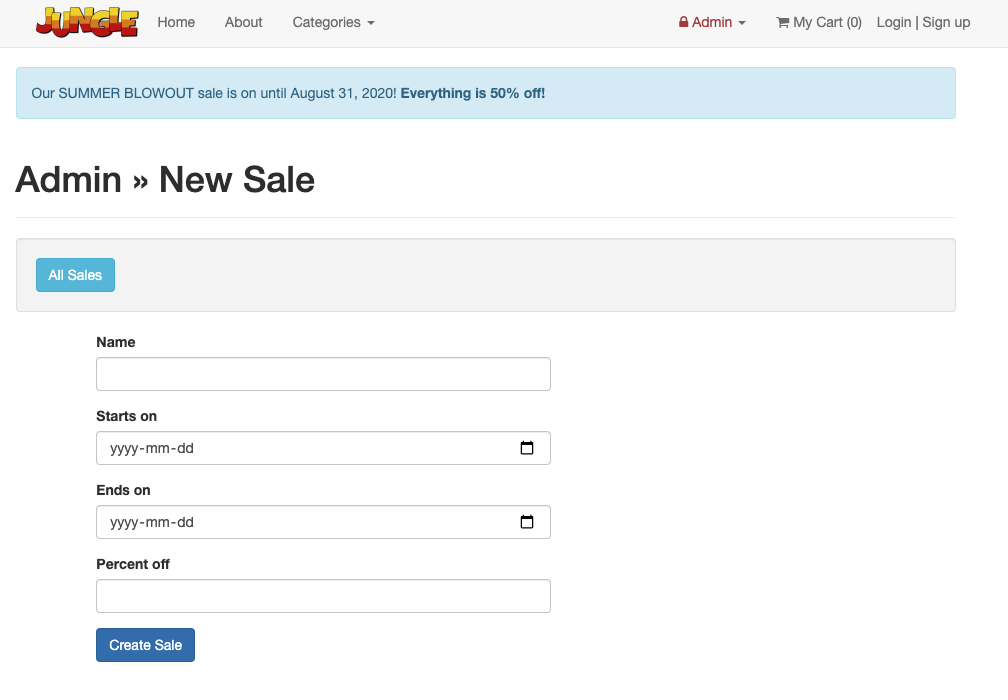 JUNGLE Home About Categories Admin My Cart (0) Login | Sign up
Our SUMMER BLOWOUT sale is on until August 31, 2020! Everything is 50% off!
Admin » New Sale
All Sales
Name
Starts on
yyyy-mm-dd
Ends on
yyyy-mm-dd
Percent off
Create Sale